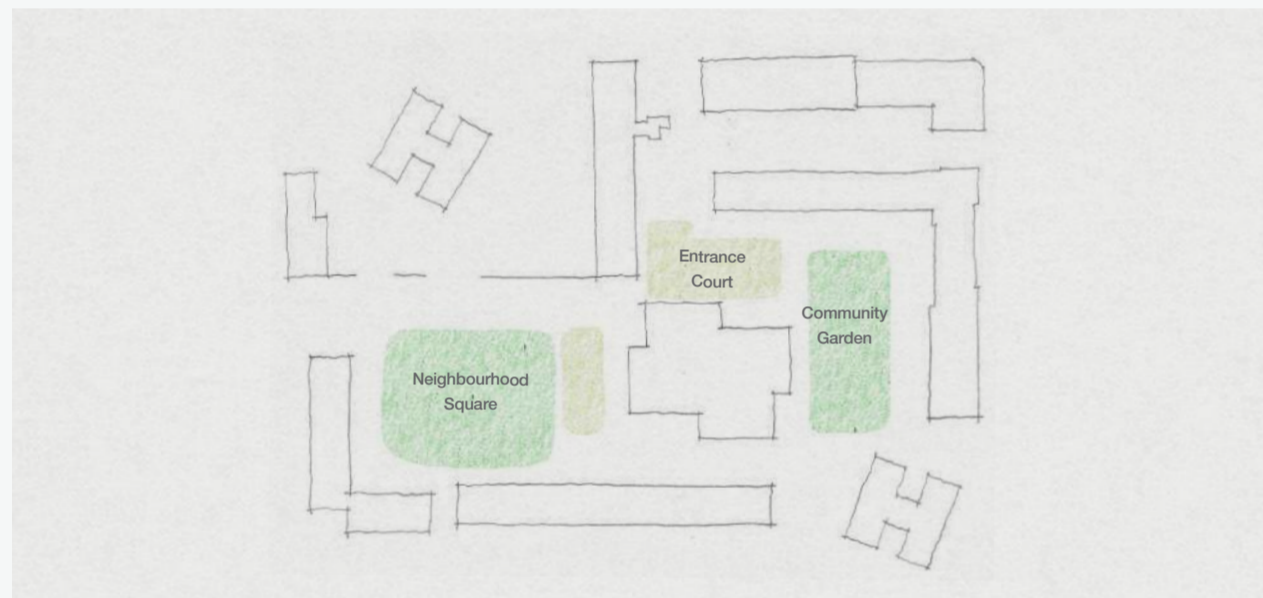 Entrance
Court
Community
Garden
Neighbourhood
Square